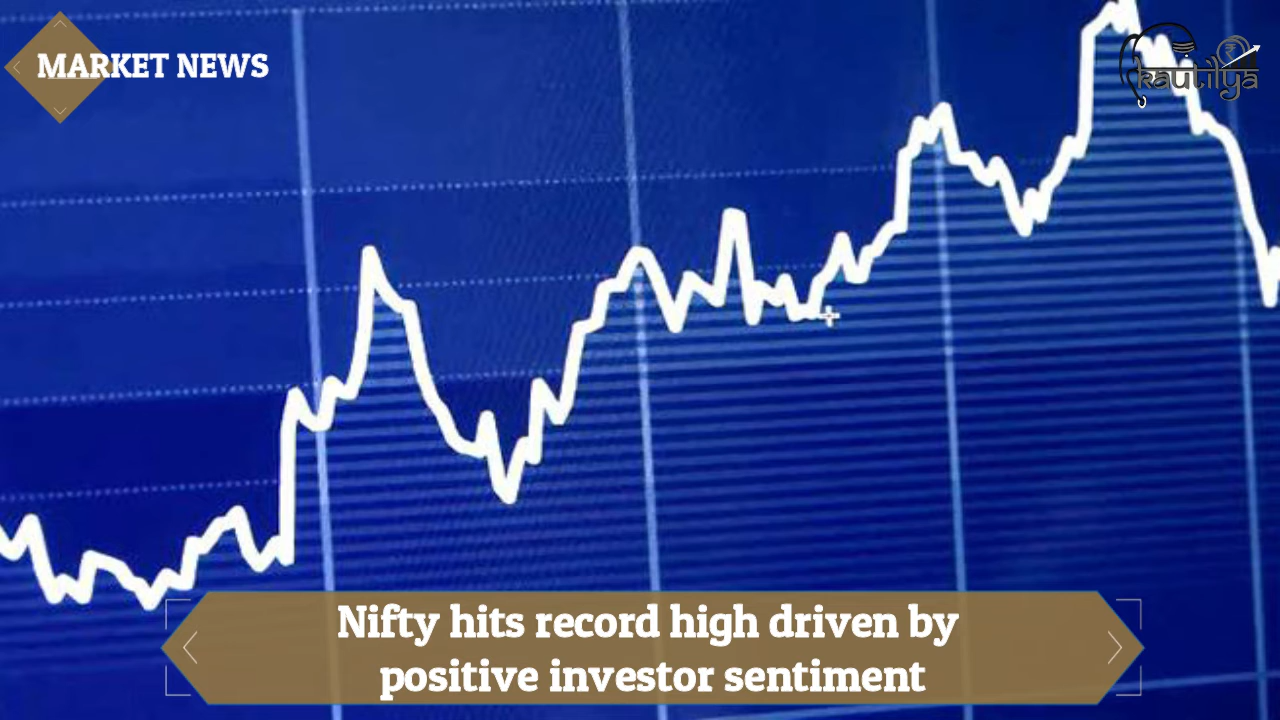 MARKET NEWS
kautilya
Nifty hits record high driven by
positive investor sentiment